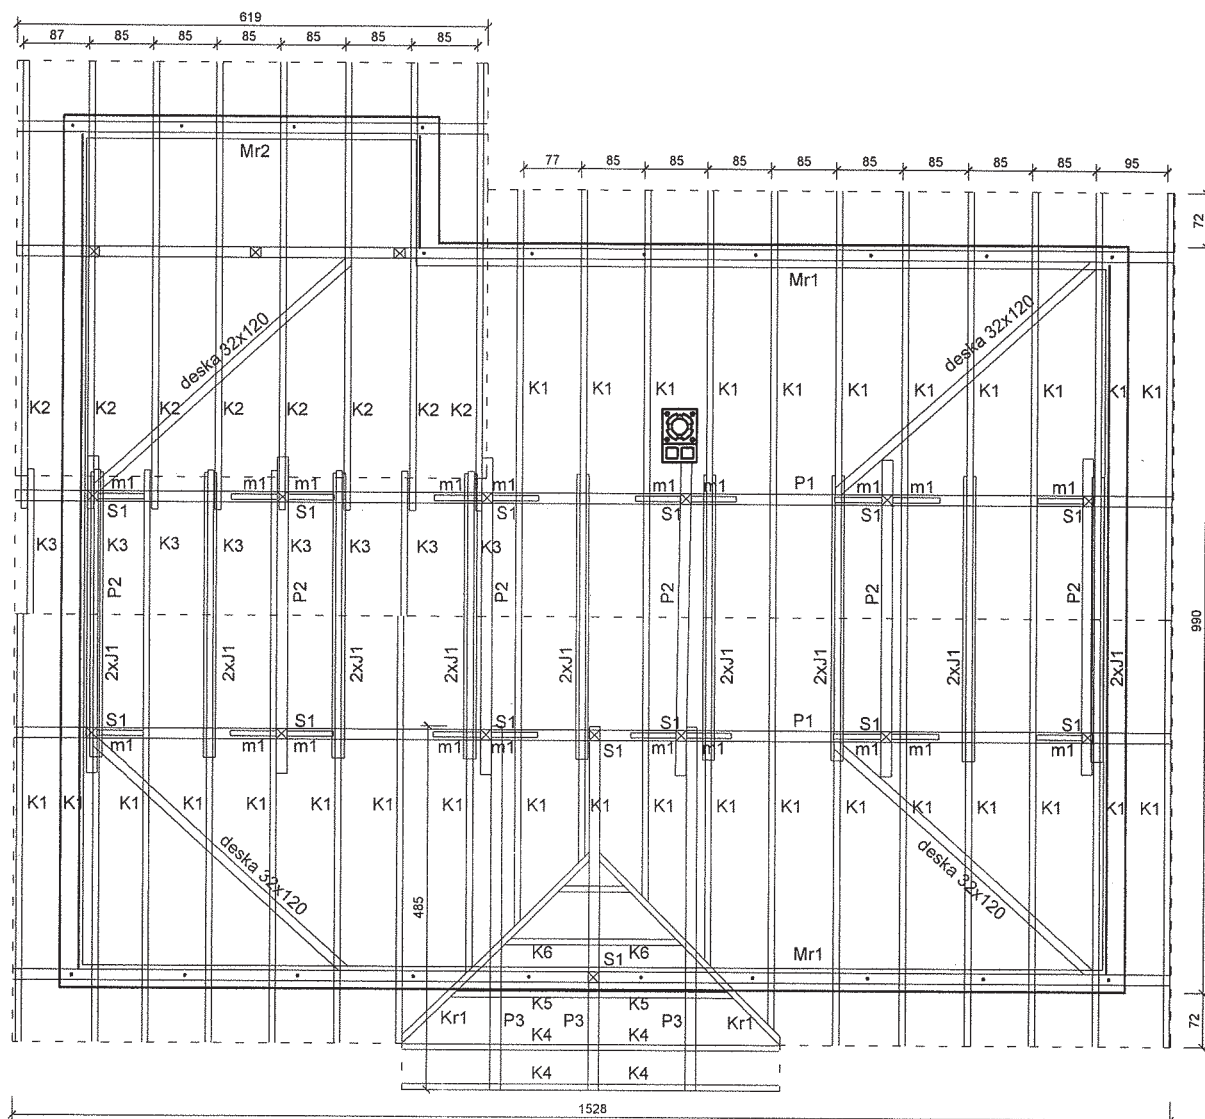 619
87 85 85 85 85 85 85
77 85 85 85 85 85 85 85 85 95
72
Mr2
Mr1
deska 32x120 deska 32x120
K1 K1 K1 K1 K1 K1 K1 K1 K1 K1 K1
K2 K2 K2 K2 K2 K2 K2 K2
m1 m1 m1 m1 m1 m1 m1 P1 m1 m1 m1
S1 S1 S1 S1 S1 S1
K3 K3 K3 K3 K3 K3 K3 K3
P2 P2 P2 P2 P2 P2
990
2xJ1 2xJ1 2xJ1 2xJ1 2xJ1 2xJ1 2xJ1 2xJ1 2xJ1
S1 S1 S1 S1 P1 S1 S1
m1 m1 m1 m1 m1 S1 m1 m1 m1 m1 m1
K1 K1 K1 K1 K1 K1 K1 K1 K1 K1 K1 K1 K1 K1 K1 K1 K1 K1
deska 32x120 deska 32x120
485
K6 K6
S1
Mr1
K5 K5
Kr1 P3 P3 P3 Kr1
K4 K4
72
K4 K4
1528